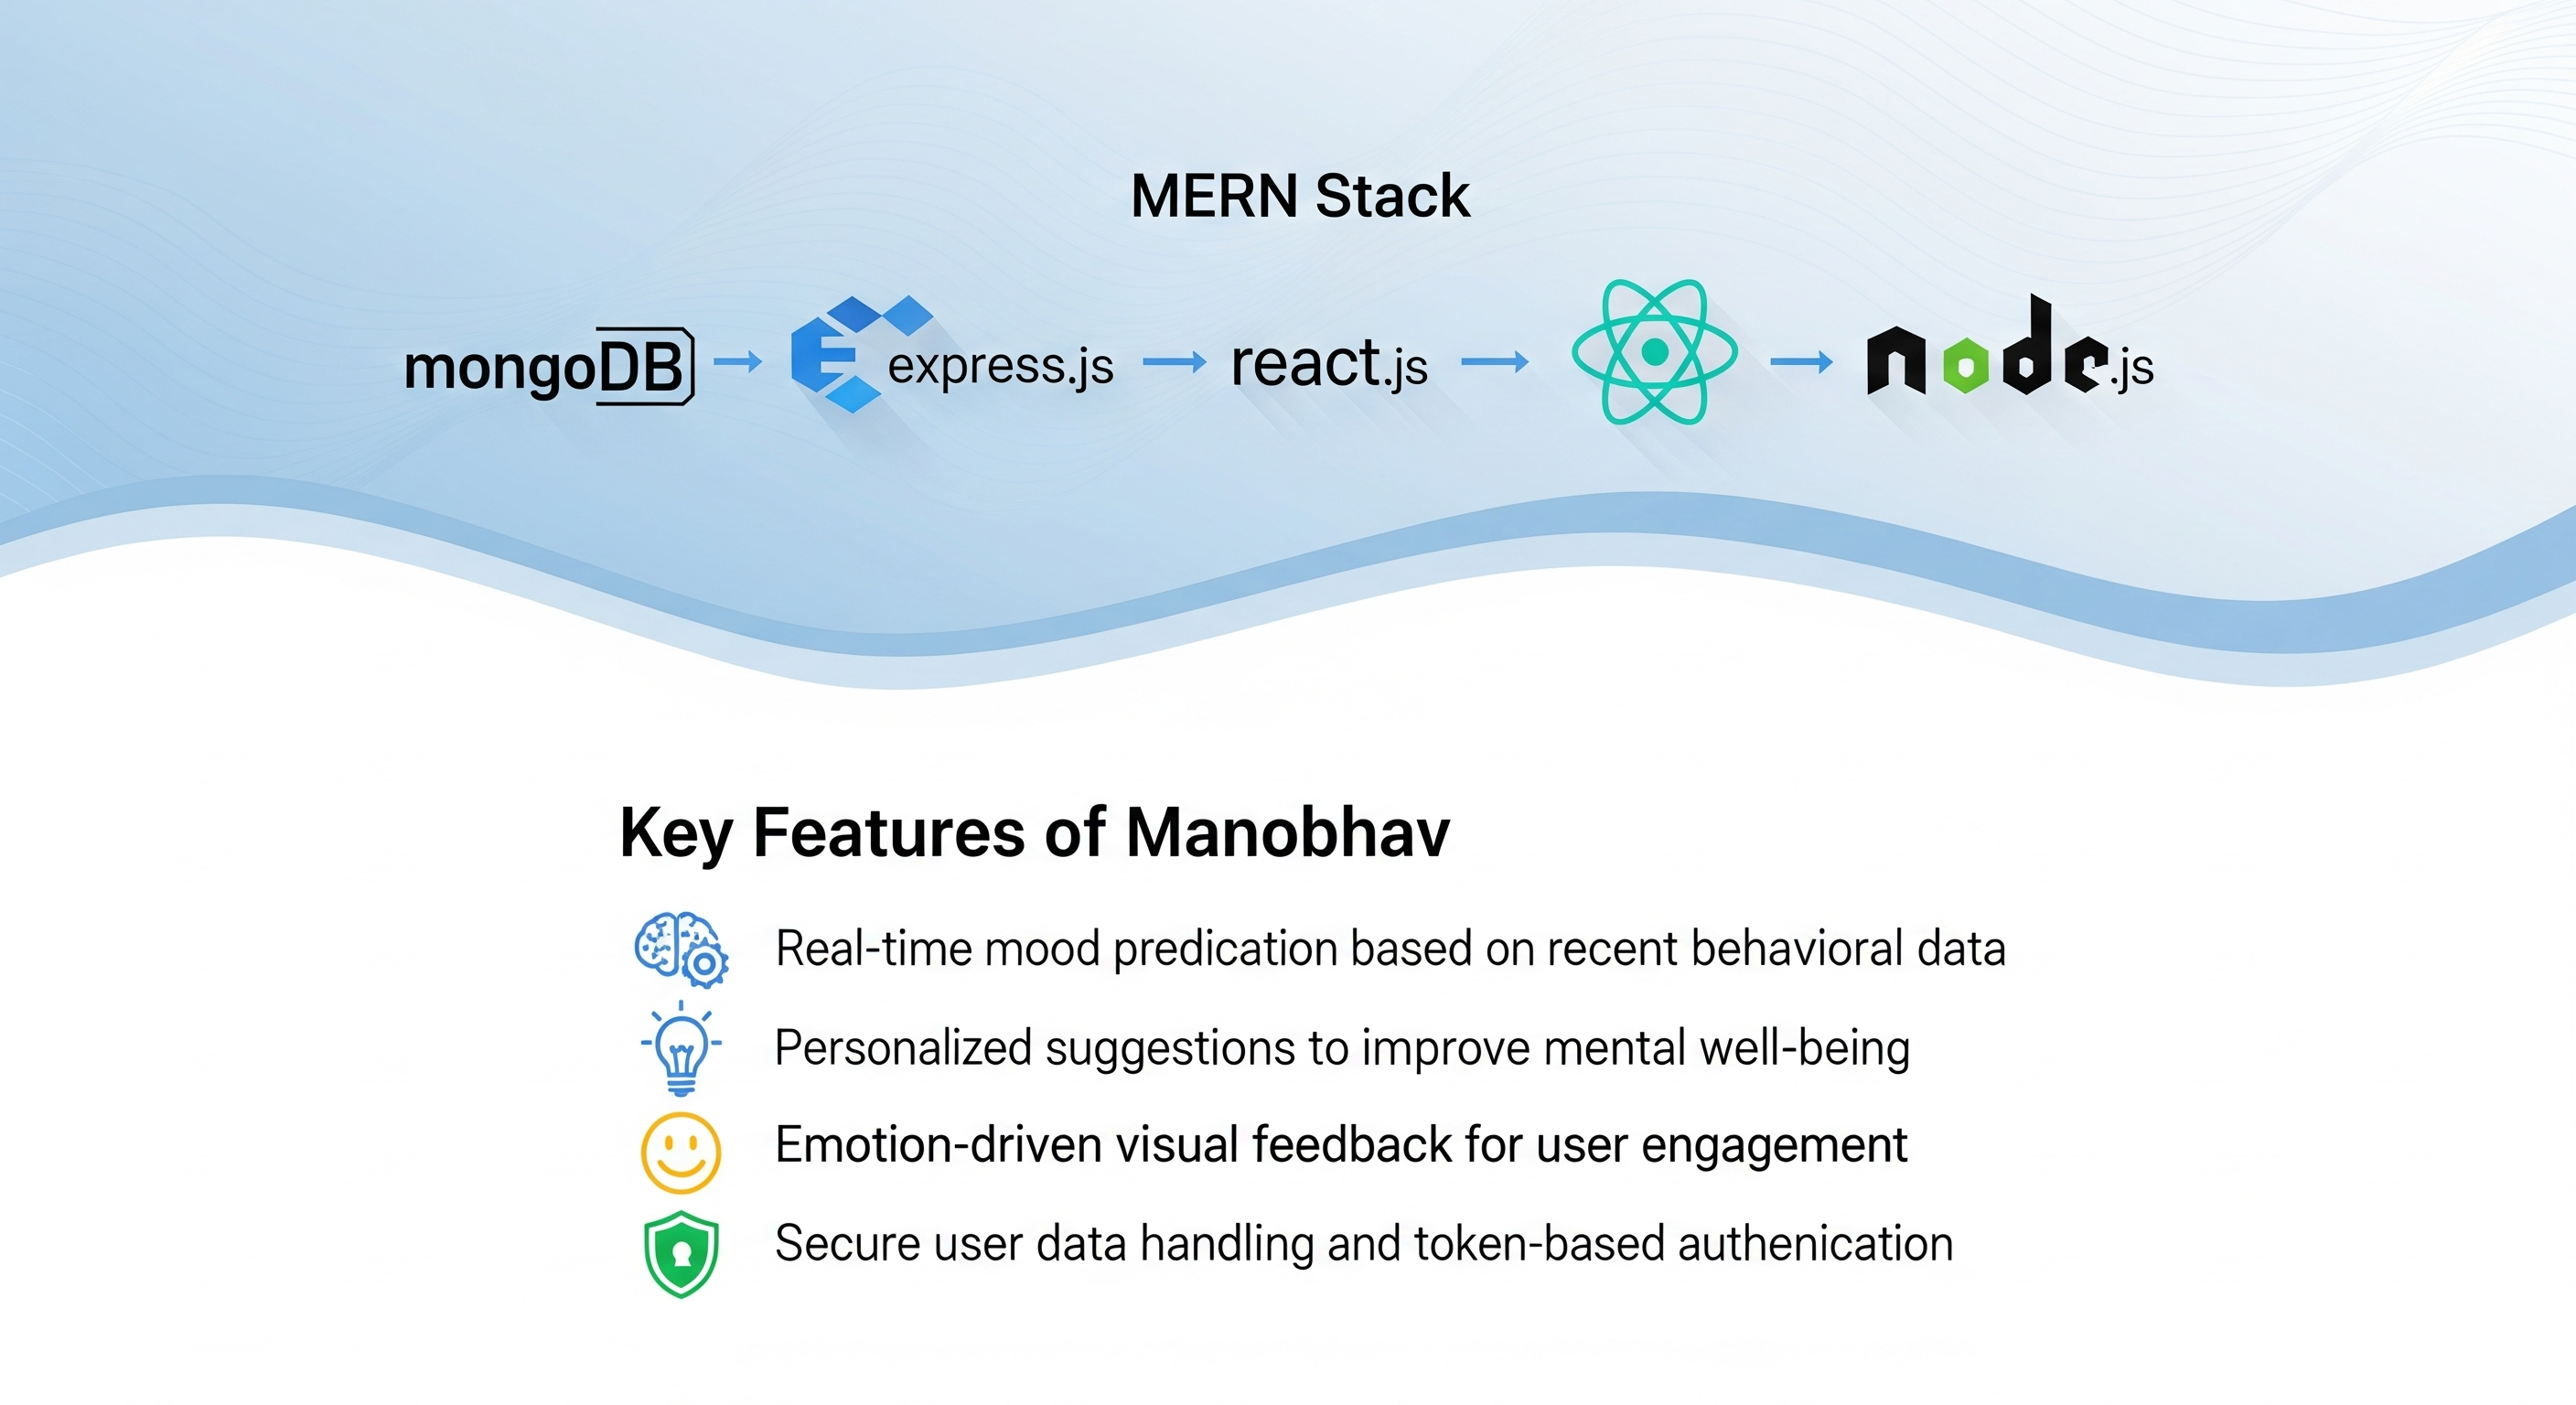 MERN Stack
mongoDB express.js react.js node.js
Key Features of Manobhav
Real-time mood predication based on recent behavioral data
Personalized suggestions to improve mental well-being
Emotion-driven visual feedback for user engagement
Secure user data handling and token-based authenication